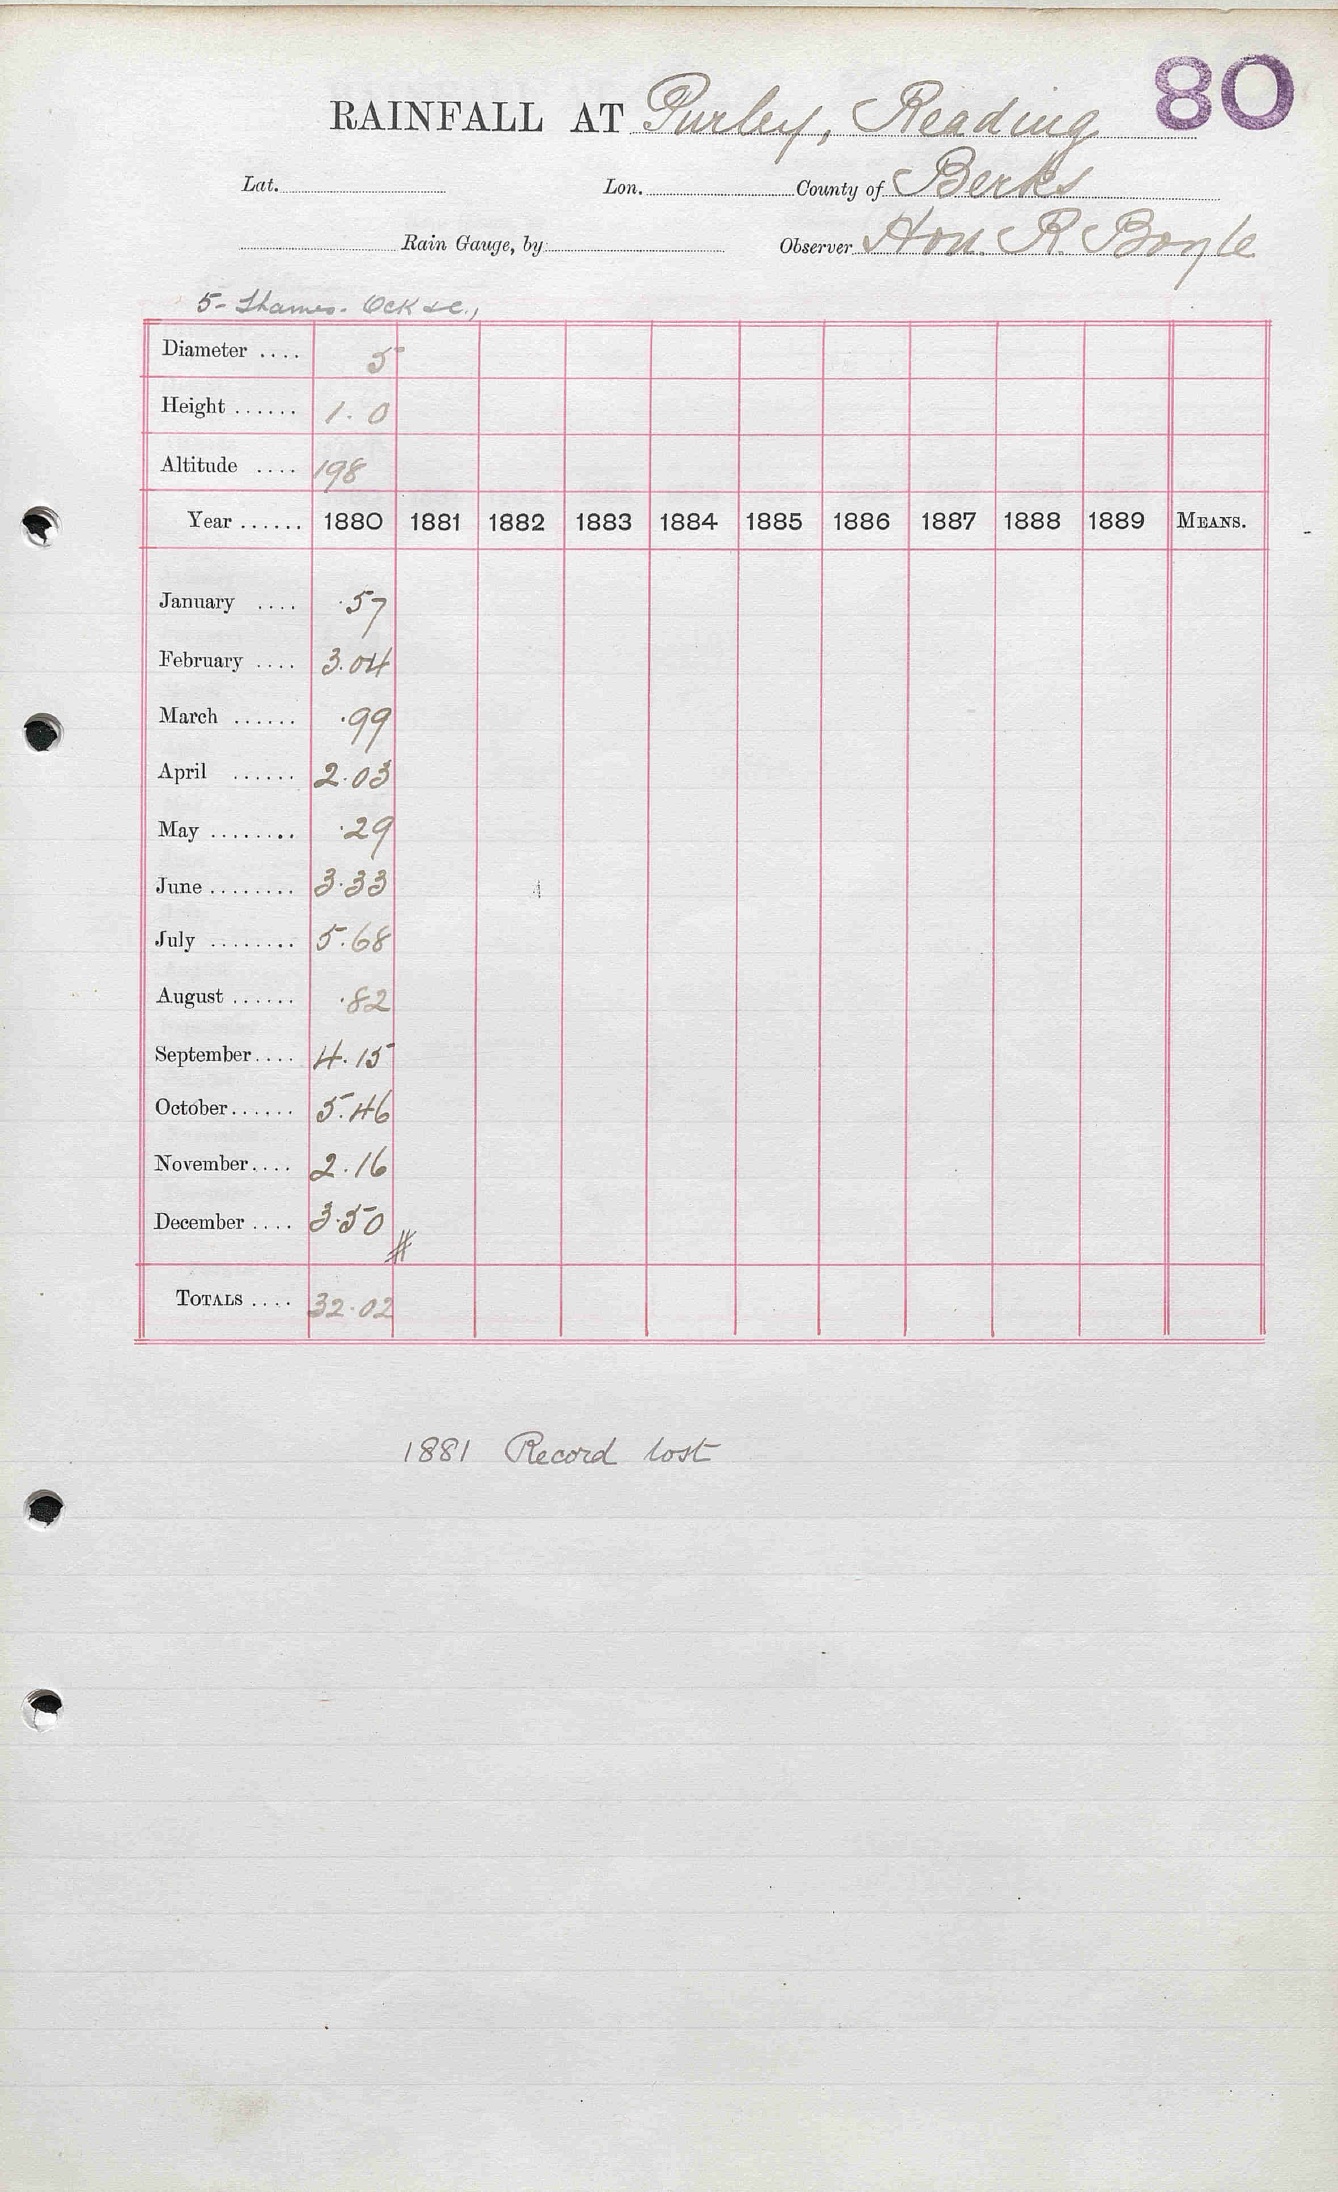 80
RAINFALL AT Purley, Reading
Lat. Lon. County of Berks
Rain Gauge, by: Observer Hon. R. Boyle
5- Thames. Ock &c.,
Diameter .... 5
Height ...... 1.0
Altitude .... 198
Year ...... 1880 1881 1882 1883 1884 1885 1886 1887 1888 1889 MEANS.
January .... .57
February .... 3.04
March ...... .99
April ...... 2.03
May ........ .29
June ........ 3.33
July ........ 5.68
August ...... .82
September .... 4.15
October ...... 5.46
November .... 2.16
December .... 3.50
TOTALS .... 32.02
1881 Record lost